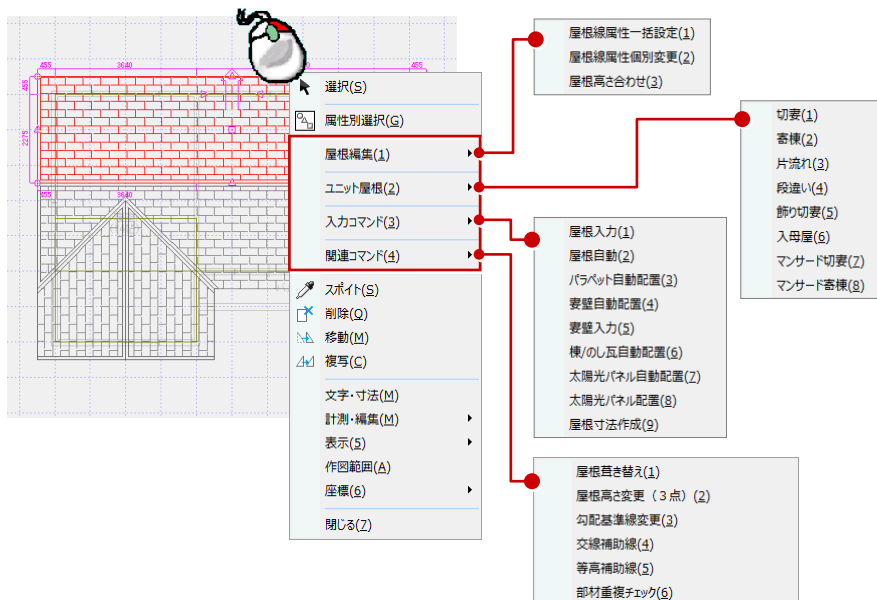 455
3640
455
455
2275
455
3640
選択(S)
属性別選択(G)
屋根編集(1)
ユニット屋根(2)
入力コマンド(3)
関連コマンド(4)
スポイト(S)
削除(Q)
移動(M)
複写(C)
文字・寸法(M)
計測・編集(M)
表示(5)
作図範囲(A)
座標(6)
閉じる(7)
屋根線属性一括設定(1)
屋根線属性個別変更(2)
屋根高さ合わせ(3)
切妻(1)
寄棟(2)
片流れ(3)
段違い(4)
飾り切妻(5)
入母屋(6)
マンサード切妻(7)
マンサード寄棟(8)
屋根入力(1)
屋根自動(2)
パラペット自動配置(3)
妻壁自動配置(4)
妻壁入力(5)
棟/のし瓦自動配置(6)
太陽光パネル自動配置(7)
太陽光パネル配置(8)
屋根寸法作成(9)
屋根葺き替え(1)
屋根高さ変更（３点）(2)
勾配基準線変更(3)
交線補助線(4)
等高補助線(5)
部材重複チェック(6)